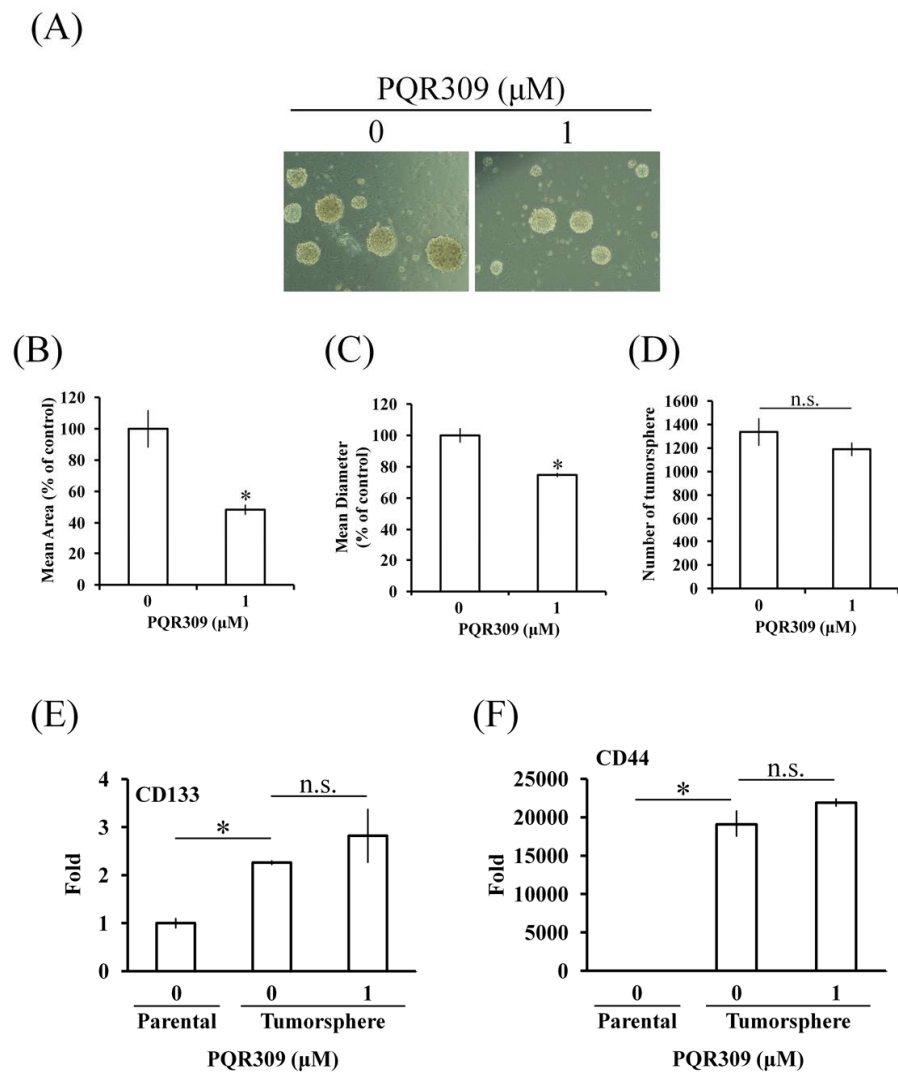 (A)
PQR309 (μM)
0 1
(B)
Mean Area (% of control)
120
100
80
60
40
20
0
*
0 1
PQR309 (μM)
(C)
Mean Diameter
(% of control)
120
100
80
60
40
20
0
*
0 1
PQR309 (μM)
(D)
Number of tumorsphere
1600
1400
1200
1000
800
600
400
200
0
n.s.
0 1
PQR309 (μM)
(E)
CD133
Fold
4
3
2
1
0
*
n.s.
0 0 1
Parental Tumorsphere
PQR309 (μM)
(F)
CD44
Fold
25000
20000
15000
10000
5000
0
*
n.s.
0 0 1
Parental Tumorsphere
PQR309 (μM)